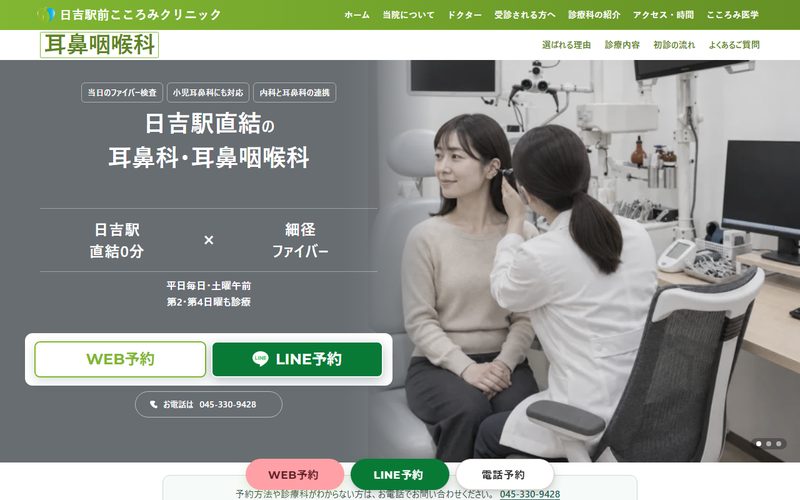 日吉駅前こころみクリニック
ホーム 当院について ドクター 受診される方へ 診療科の紹介 アクセス・時間 こころみ医学
耳鼻咽喉科
選ばれる理由 診療内容 初診の流れ よくあるご質問
当日のファイバー検査 小児耳鼻科にも対応 内科と耳鼻科の連携
日吉駅直結の
耳鼻科・耳鼻咽喉科
日吉駅
直結0分
×
細径
ファイバー
平日毎日・土曜午前
第2・第4日曜も診療
WEB予約
LINE LINE予約
お電話は 045-330-9428
WEB予約 LINE予約 電話予約
予約方法や診療科がわからない方は、お電話でお問い合わせください。 045-330-9428